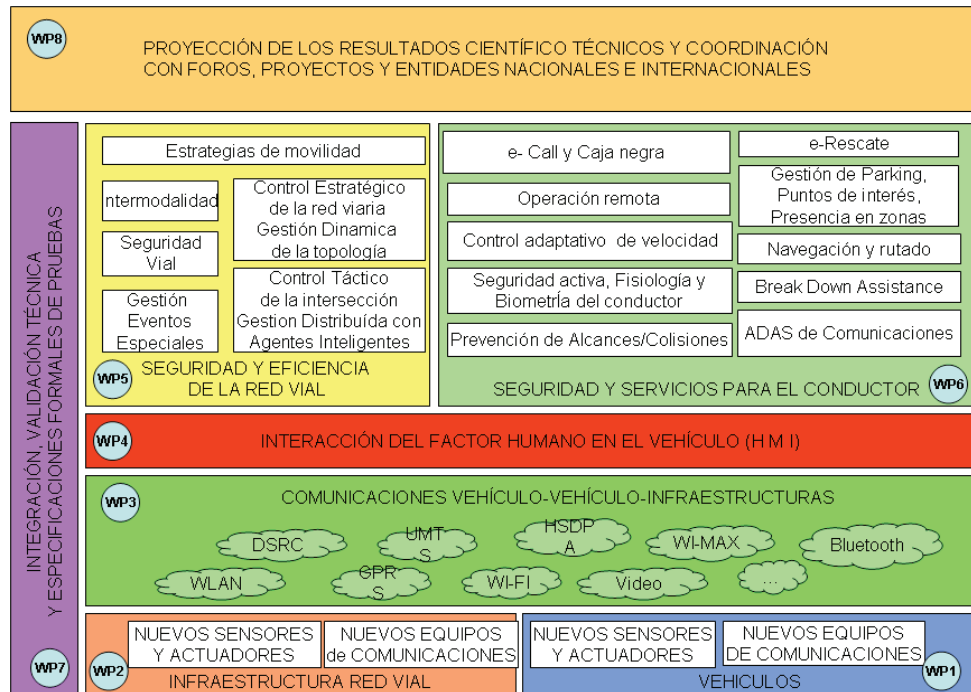 WP8
PROYECCIÓN DE LOS RESULTADOS CIENTÍFICO TÉCNICOS Y COORDINACIÓN
CON FOROS, PROYECTOS Y ENTIDADES NACIONALES E INTERNACIONALES
INTEGRACIÓN, VALIDACIÓN TÉCNICA
Y ESPECIFICACIONES FORMALES DE PRUEBAS
WP7
Estrategias de movilidad
ntermodalidad
Seguridad
Vial
Gestión
Eventos
Especiales
Control Estratégico
de la red viaria
Gestión Dinamica
de la topología
Control Táctico
de la intersección
Gestion Distribuída con
Agentes Inteligentes
WP5
SEGURIDAD Y EFICIENCIA
DE LA RED VIAL
e- Call y Caja negra
Operación remota
Control adaptativo de velocidad
Seguridad activa, Fisiología y
Biometría del conductor
Prevención de Alcances/Colisiones
e-Rescate
Gestión de Parking,
Puntos de interés,
Presencia en zonas
Navegación y rutado
Break Down Assistance
ADAS de Comunicaciones
SEGURIDAD Y SERVICIOS PARA EL CONDUCTOR
WP6
WP4
INTERACCIÓN DEL FACTOR HUMANO EN EL VEHÍCULO (H M I)
WP3
COMUNICACIONES VEHÍCULO-VEHÍCULO-INFRAESTRUCTURAS
DSRC
UMT
S
HSDP
A
WI-MAX
Bluetooth
WLAN
GPR
S
WI-FI
Video
...
NUEVOS SENSORES
Y ACTUADORES
NUEVOS EQUIPOS
de COMUNICACIONES
WP2
INFRAESTRUCTURA RED VIAL
NUEVOS SENSORES
Y ACTUADORES
NUEVOS EQUIPOS
DE COMUNICACIONES
VEHICULOS
WP1